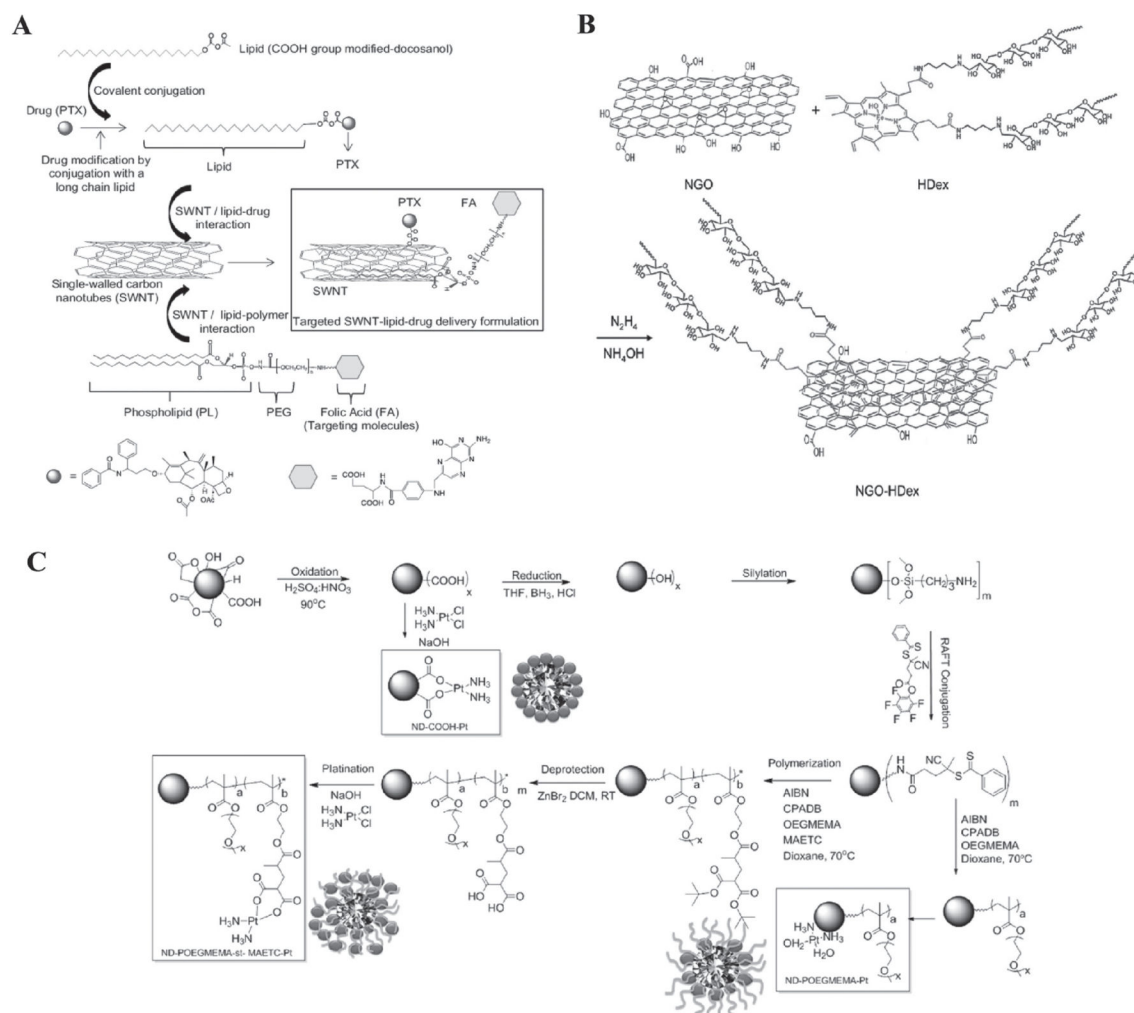 A
Lipid (COOH group modified-docosanol)
Covalent conjugation
Drug (PTX)
Drug modification by
conjugation with a
long chain lipid
Lipid
PTX
SWNT / lipid-drug
interaction
PTX
FA
SWNT
Single-walled carbon
nanotubes (SWNT)
Targeted SWNT-lipid-drug delivery formulation
SWNT / lipid-polymer
interaction
Phospholipid (PL)
PEG
Folic Acid (FA)
(Targeting molecules)
B
NGO
+
HDex
N2H4
NH4OH
NGO-HDex
C
Oxidation
H2SO4:HNO3
90°C
Reduction
THF, BH3, HCl
Silylation
NaOH
ND-COOH-Pt
RAFT Conjugation
Polymerization
AIBN
CPADB
OEGMEMA
MAETC
Dioxane, 70°C
AIBN
CPADB
OEGMEMA
Dioxane, 70°C
Deprotection
ZnBr2 DCM, RT
Platination
NaOH
ND-POEGMEMA-st- MAETC-Pt
ND-POEGMEMA-Pt